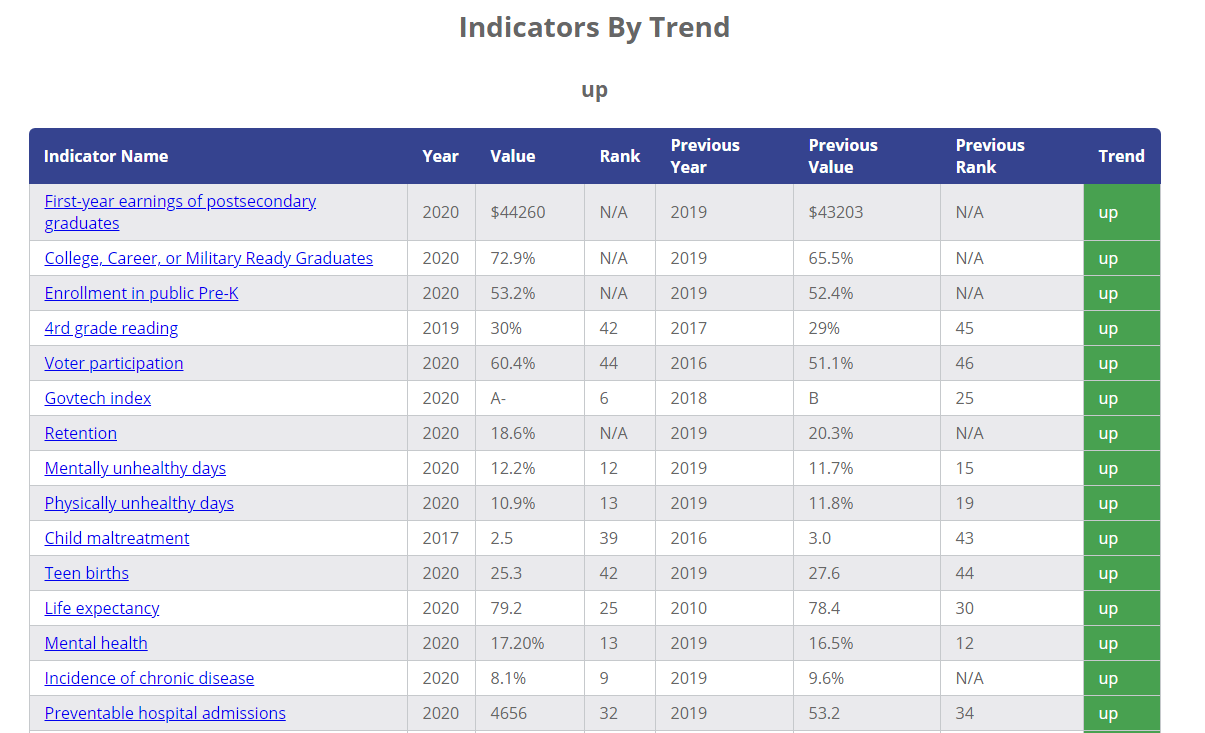 Indicators By Trend
up
Indicator Name Year Value Rank Previous Year Previous Value Previous Rank Trend
First-year earnings of postsecondary graduates 2020 $44260 N/A 2019 $43203 N/A up
College, Career, or Military Ready Graduates 2020 72.9% N/A 2019 65.5% N/A up
Enrollment in public Pre-K 2020 53.2% N/A 2019 52.4% N/A up
4rd grade reading 2019 30% 42 2017 29% 45 up
Voter participation 2020 60.4% 44 2016 51.1% 46 up
Govtech index 2020 A- 6 2018 B 25 up
Retention 2020 18.6% N/A 2019 20.3% N/A up
Mentally unhealthy days 2020 12.2% 12 2019 11.7% 15 up
Physically unhealthy days 2020 10.9% 13 2019 11.8% 19 up
Child maltreatment 2017 2.5 39 2016 3.0 43 up
Teen births 2020 25.3 42 2019 27.6 44 up
Life expectancy 2020 79.2 25 2010 78.4 30 up
Mental health 2020 17.20% 13 2019 16.5% 12 up
Incidence of chronic disease 2020 8.1% 9 2019 9.6% N/A up
Preventable hospital admissions 2020 4656 32 2019 53.2 34 up